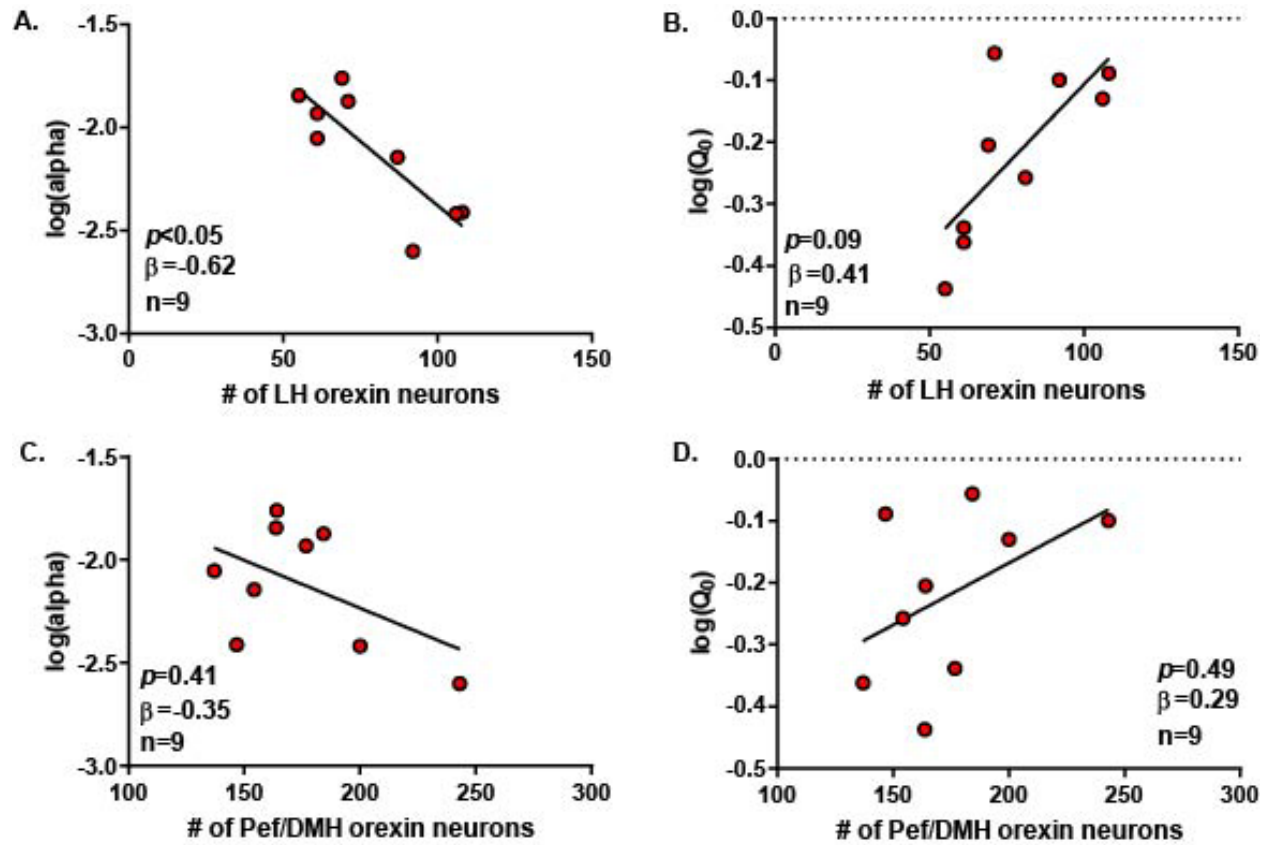 A.
log(alpha)
-1.5
-2.0
-2.5
-3.0
p<0.05
β=-0.62
n=9
0 50 100 150
# of LH orexin neurons
B.
log(Q0)
0.0
-0.1
-0.2
-0.3
-0.4
-0.5
p=0.09
β=0.41
n=9
0 50 100 150
# of LH orexin neurons
C.
log(alpha)
-1.5
-2.0
-2.5
-3.0
p=0.41
β=-0.35
n=9
100 150 200 250 300
# of Pef/DMH orexin neurons
D.
log(Q0)
0.0
-0.1
-0.2
-0.3
-0.4
-0.5
p=0.49
β=0.29
n=9
100 150 200 250 300
# of Pef/DMH orexin neurons